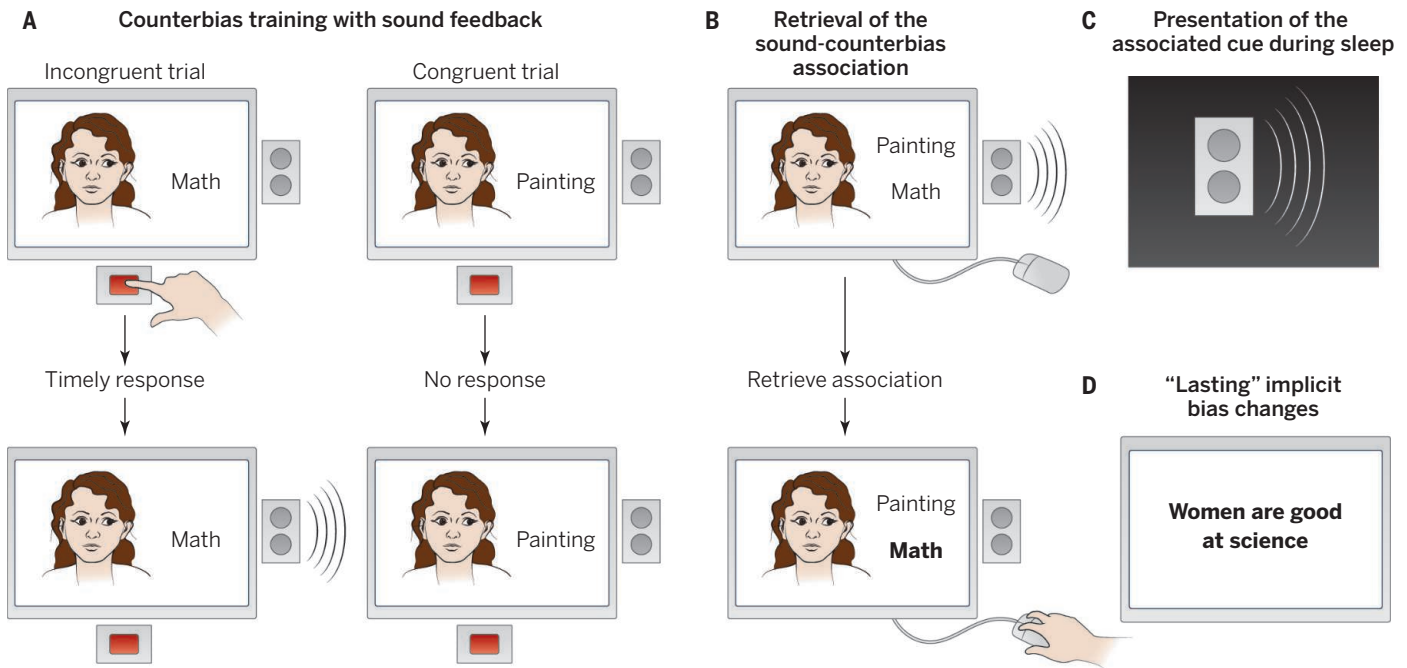 A
Counterbias training with sound feedback
Incongruent trial
Congruent trial
Math
Painting
Timely response
No response
Math
Painting
B
Retrieval of the
sound-counterbias
association
Painting
Math
Retrieve association
Painting
Math
C
Presentation of the
associated cue during sleep
D
“Lasting” implicit
bias changes
Women are good
at science